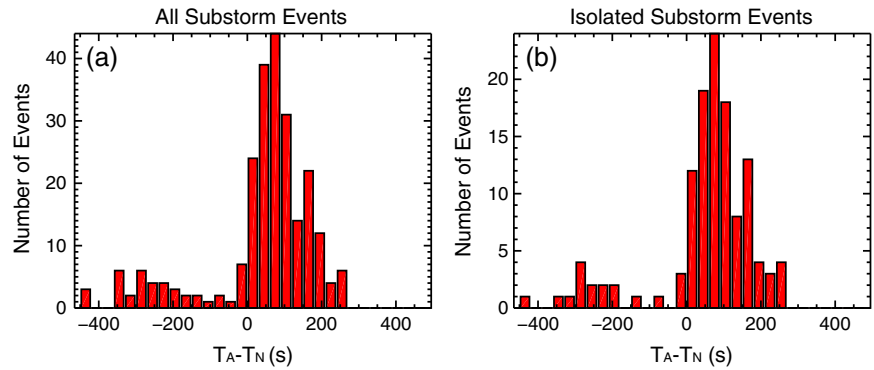 All Substorm Events
(a)
Number of Events
40
30
20
10
0
−400 −200 0 200 400
TA-TN (s)
Isolated Substorm Events
(b)
Number of Events
20
15
10
5
0
−400 −200 0 200 400
TA-TN (s)